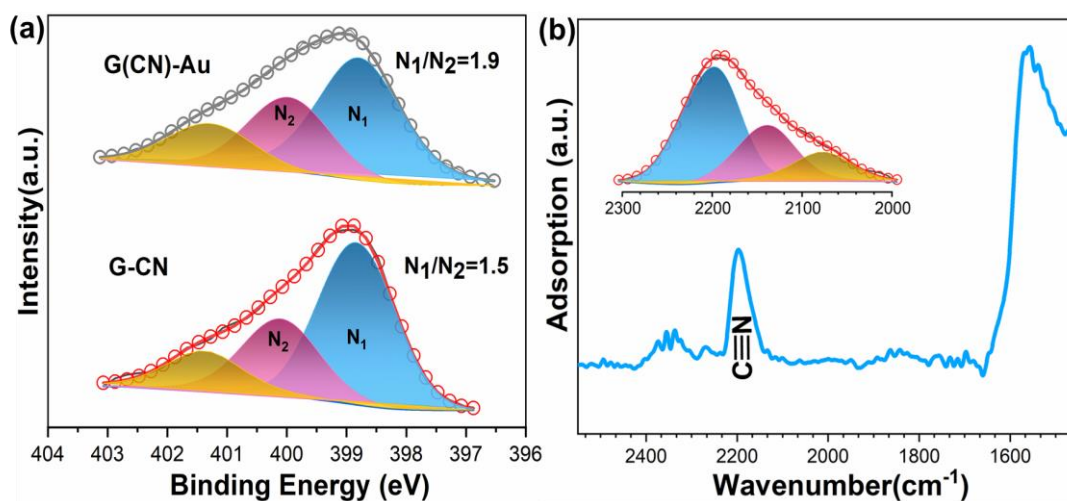 (a)
G(CN)-Au
N₁/N₂=1.9
N₂
N₁
G-CN
N₁/N₂=1.5
N₂
N₁
Intensity(a.u.)
404 403 402 401 400 399 398 397 396
Binding Energy (eV)
(b)
2300 2200 2100 2000
C≡N
Adsorption (a.u.)
2400 2200 2000 1800 1600
Wavenumber(cm⁻¹)